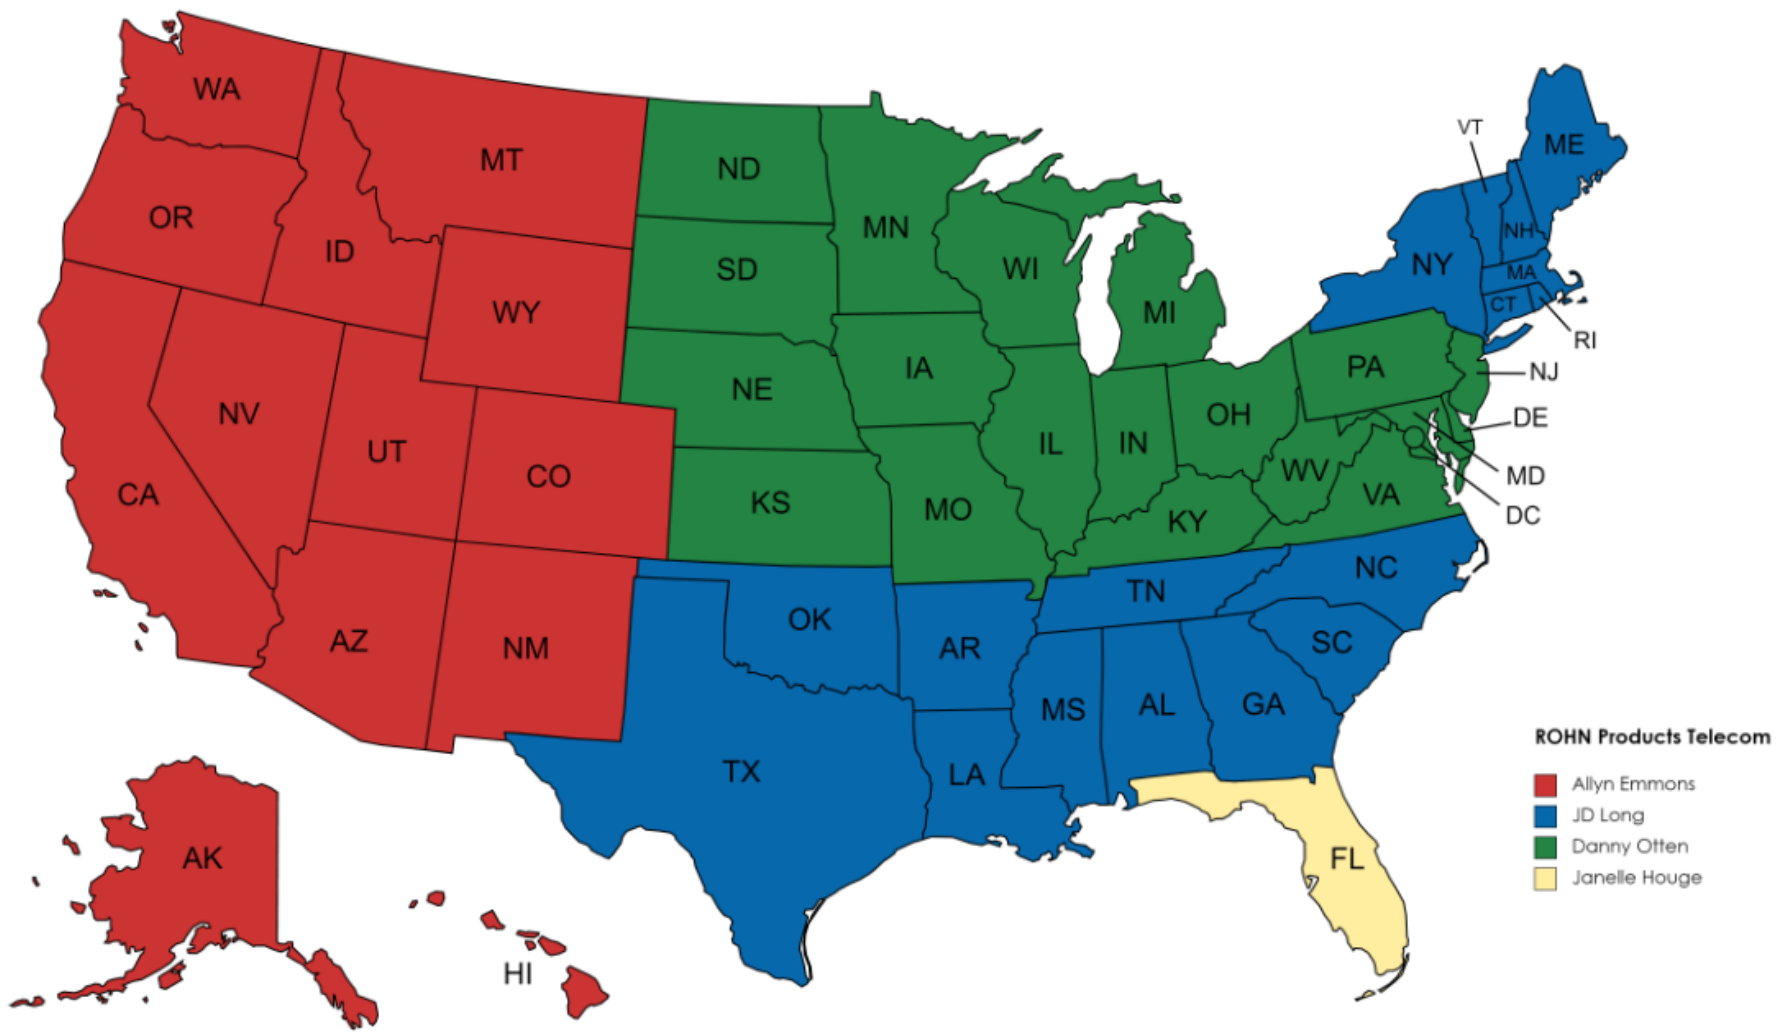 WA
MT
ND
MN
VT
ME
OR
ID
SD
WI
NH
NY
MA
WY
MI
CT
RI
NV
UT
CO
NE
IA
PA
NJ
OH
DE
IL
IN
WV
MD
CA
KS
MO
KY
VA
DC
AZ
NM
OK
AR
TN
NC
SC
MS
AL
GA
TX
LA
FL
AK
HI
ROHN Products Telecom
Allyn Emmons
JD Long
Danny Otten
Janelle Houge